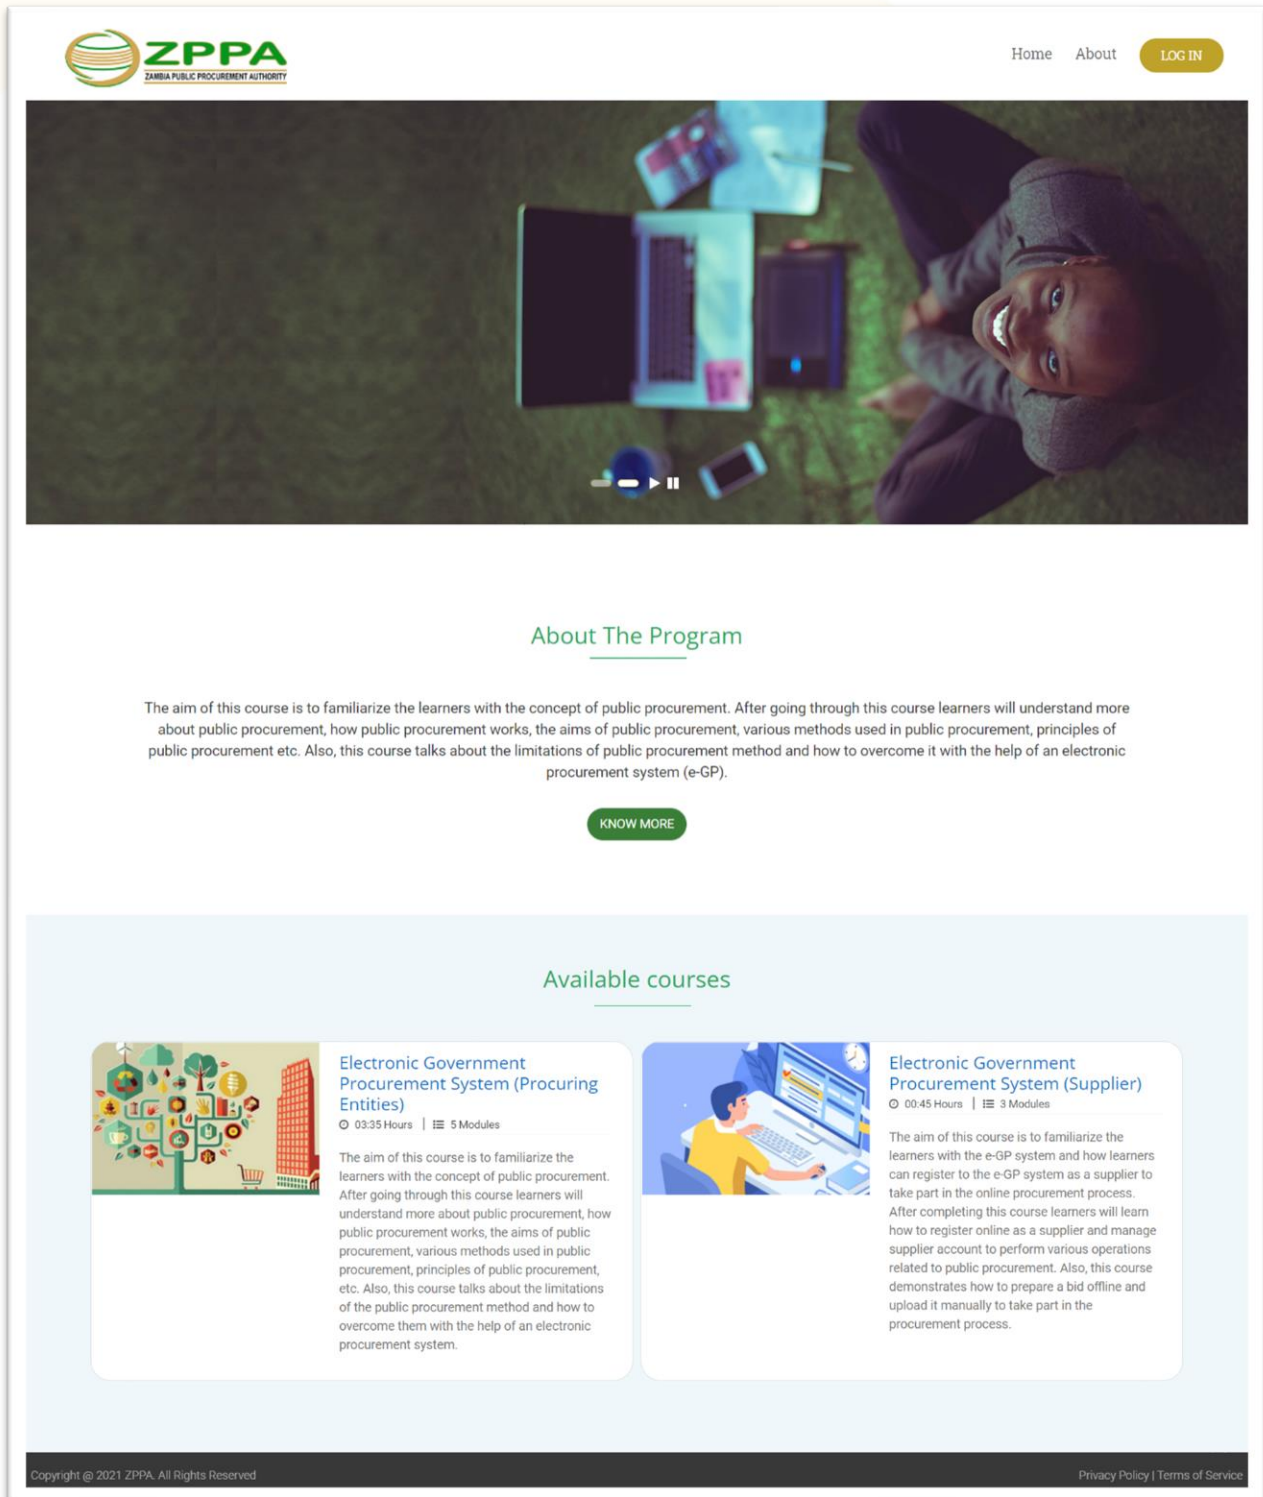 ZPPA
ZAMBIA PUBLIC PROCUREMENT AUTHORITY
Home About LOG IN
About The Program
The aim of this course is to familiarize the learners with the concept of public procurement. After going through this course learners will understand more
about public procurement, how public procurement works, the aims of public procurement, various methods used in public procurement, principles of
public procurement etc. Also, this course talks about the limitations of public procurement method and how to overcome it with the help of an electronic
procurement system (e-GP).
KNOW MORE
Available courses
Electronic Government
Procurement System (Procuring
Entities)
03:35 Hours | 5 Modules
The aim of this course is to familiarize the
learners with the concept of public procurement.
After going through this course learners will
understand more about public procurement, how
public procurement works, the aims of public
procurement, various methods used in public
procurement, principles of public procurement,
etc. Also, this course talks about the limitations
of the public procurement method and how to
overcome them with the help of an electronic
procurement system.
Electronic Government
Procurement System (Supplier)
00:45 Hours | 3 Modules
The aim of this course is to familiarize the
learners with the e-GP system and how learners
can register to the e-GP system as a supplier to
take part in the online procurement process.
After completing this course learners will learn
how to register online as a supplier and manage
supplier account to perform various operations
related to public procurement. Also, this course
demonstrates how to prepare a bid offline and
upload it manually to take part in the
procurement process.
Copyright @ 2021 ZPPA. All Rights Reserved
Privacy Policy | Terms of Service